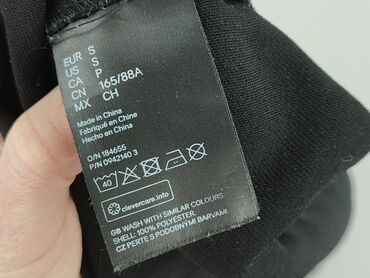 EUR S
US S
CA P
CN 165/88A
MX CH
Made in China
Fabriqué en Chine
Hecho en China
O/N 184655
P/N 0942140 3
40
clevercare.info
GB WASH WITH SIMILAR COLOURS.
SHELL: 100% POLYESTER.
CZ PERTE S PODOBNÝMI BARVAMI